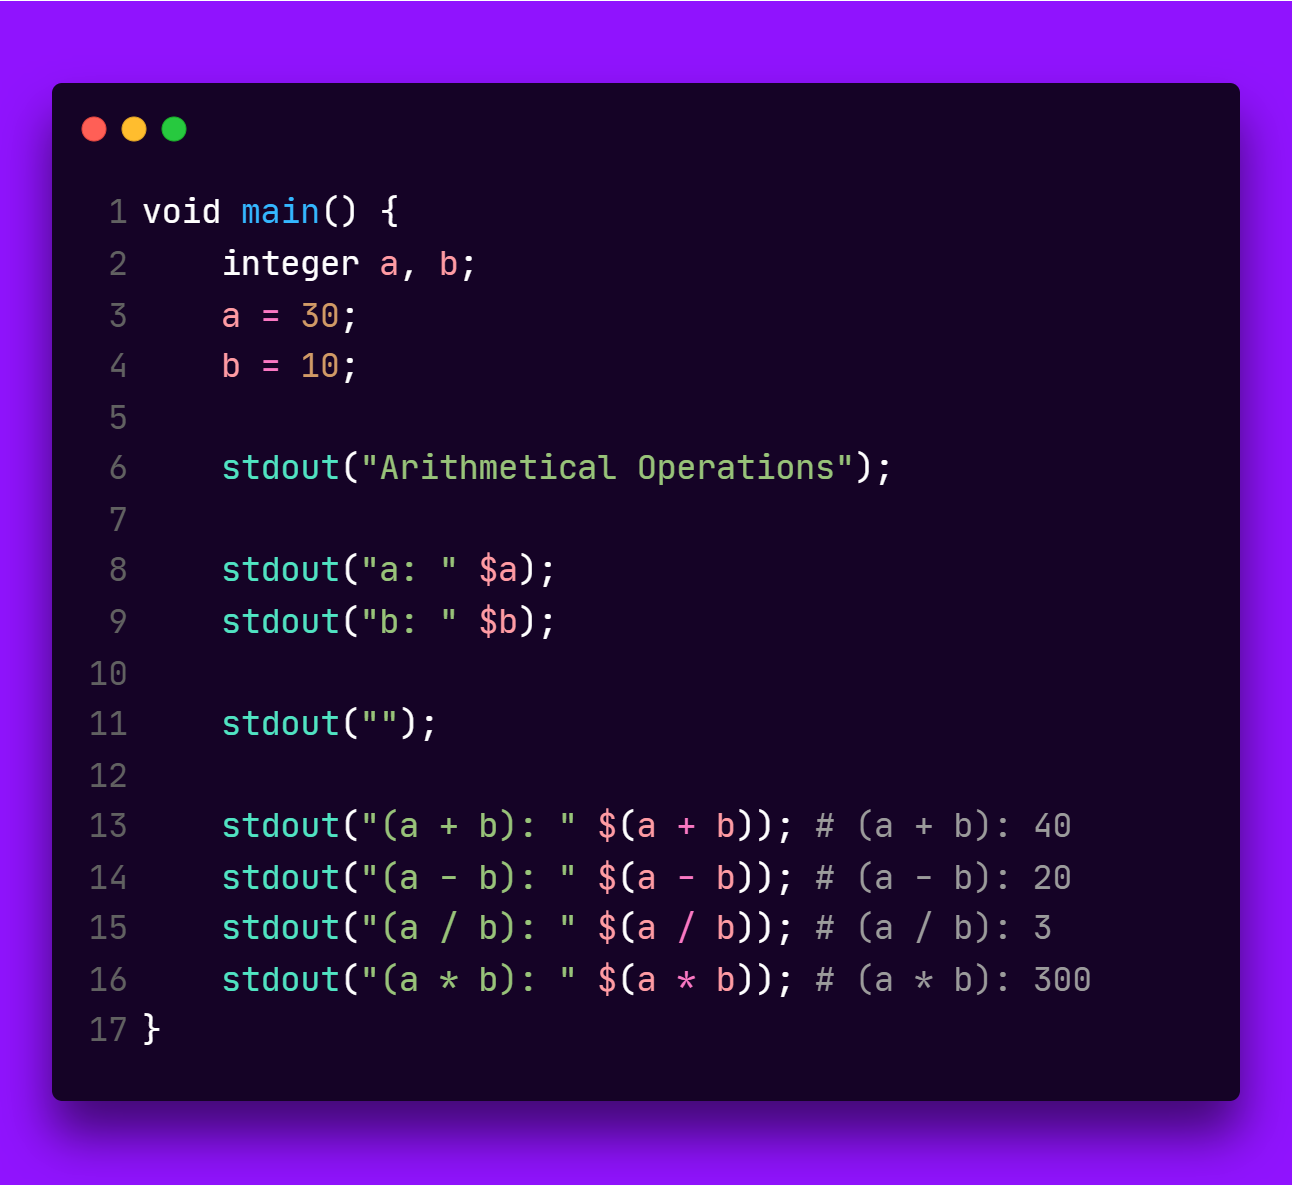 1 void main() {
2     integer a, b;
3     a = 30;
4     b = 10;
5
6     stdout("Arithmetical Operations");
7
8     stdout("a: " $a);
9     stdout("b: " $b);
10
11     stdout("");
12
13     stdout("(a + b): " $(a + b)); # (a + b): 40
14     stdout("(a - b): " $(a - b)); # (a - b): 20
15     stdout("(a / b): " $(a / b)); # (a / b): 3
16     stdout("(a * b): " $(a * b)); # (a * b): 300
17 }